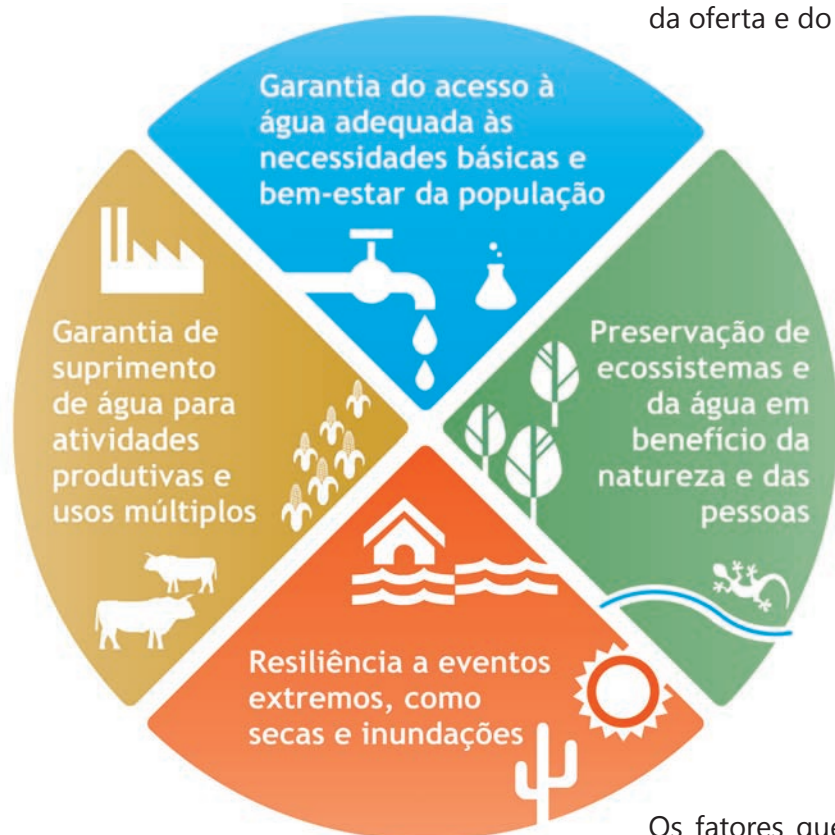 da oferta e do
Garantia do acesso à
água adequada às
necessidades básicas e
bem-estar da população
Garantia de
suprimento
de água para
atividades
produtivas e
usos múltiplos
Preservação de
ecossistemas e
da água em
benefício da
natureza e das
pessoas
Resiliência a eventos
extremos, como
secas e inundações
Os fatores que